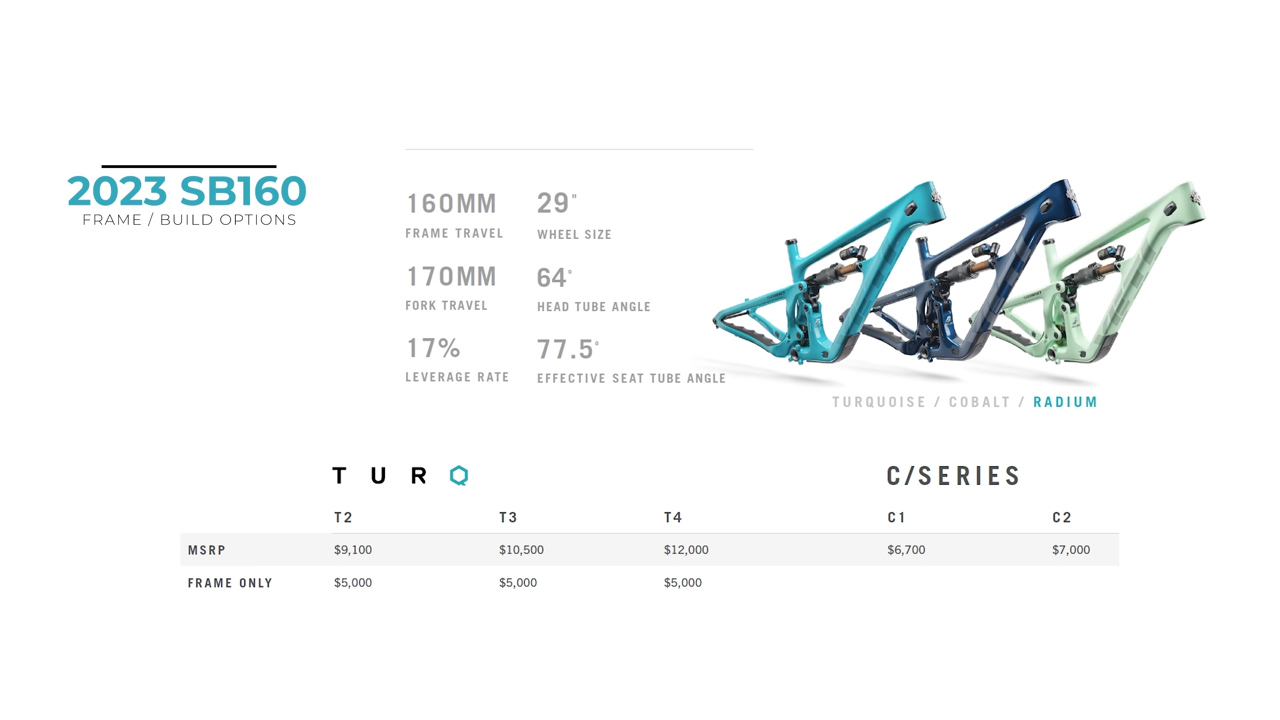 2023 SB160
FRAME / BUILD OPTIONS
160MM 29"
FRAME TRAVEL WHEEL SIZE
170MM 64°
FORK TRAVEL HEAD TUBE ANGLE
17% 77.5°
LEVERAGE RATE EFFECTIVE SEAT TUBE ANGLE
TURQUOISE / COBALT / RADIUM
TURQ C/SERIES
T2 T3 T4 C1 C2
MSRP $9,100 $10,500 $12,000 $6,700 $7,000
FRAME ONLY $5,000 $5,000 $5,000